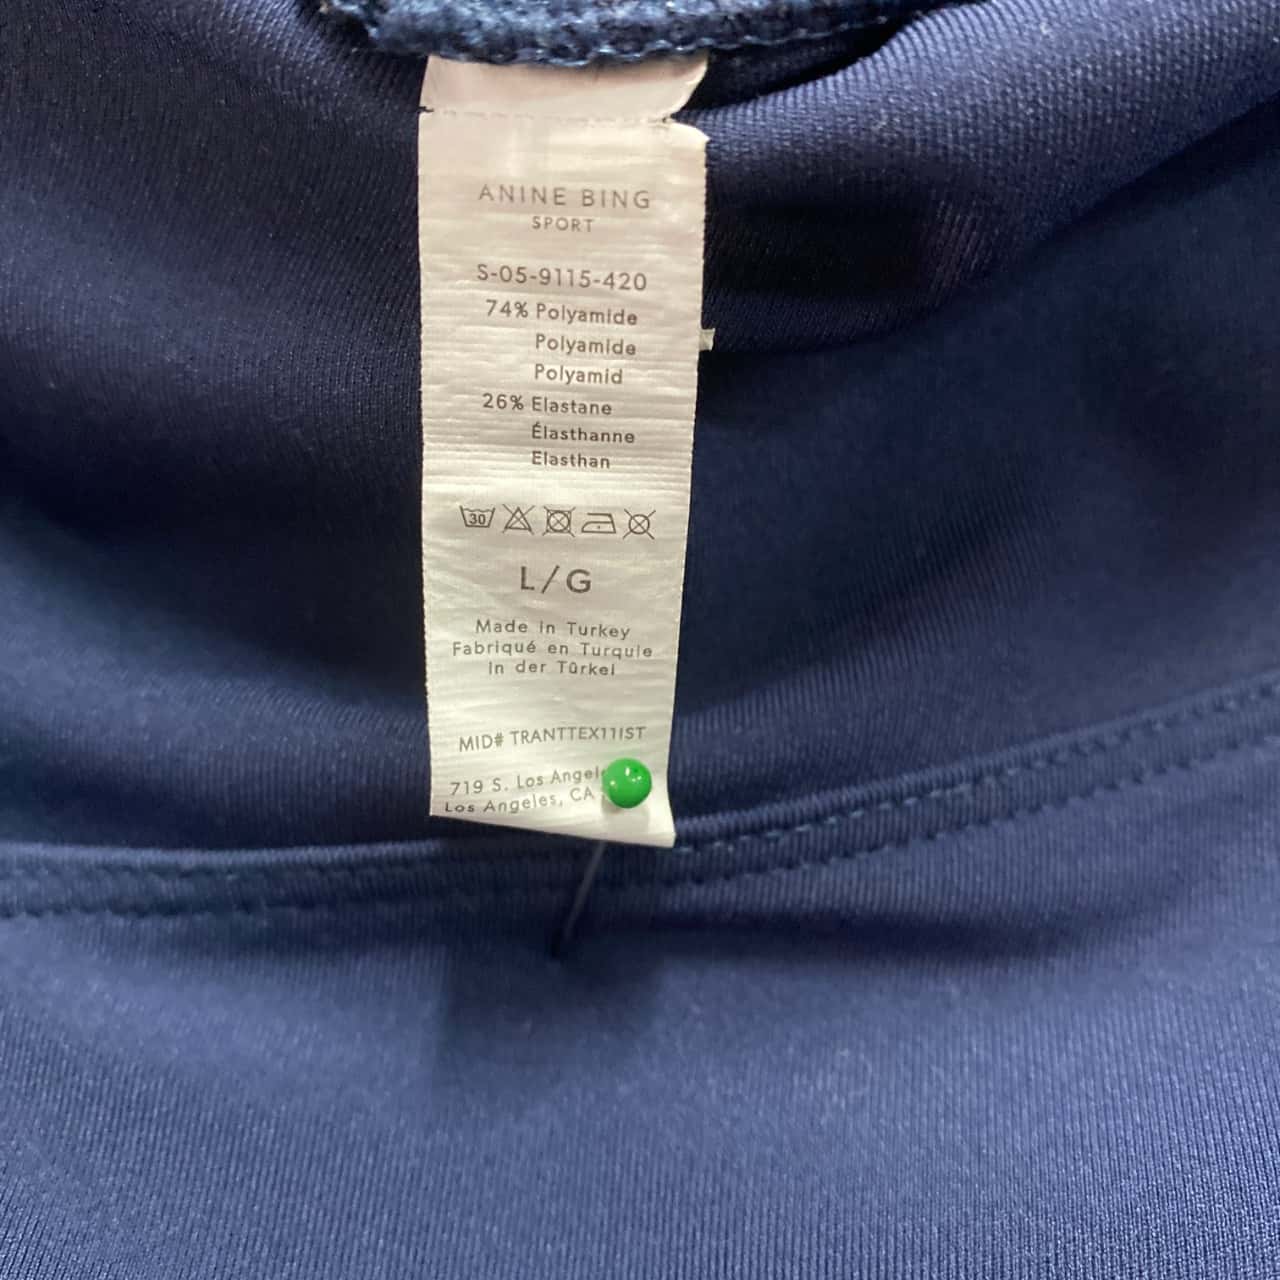 ANINE BING
SPORT
S-05-9115-420
74% Polyamide
Polyamide
Polyamid
26% Elastane
Élasthanne
Elasthan
30
L/G
Made in Turkey
Fabriqué en Turquie
In der Türkei
MID# TRANTTEX11IST
719 S. Los
Los Angeles, CA